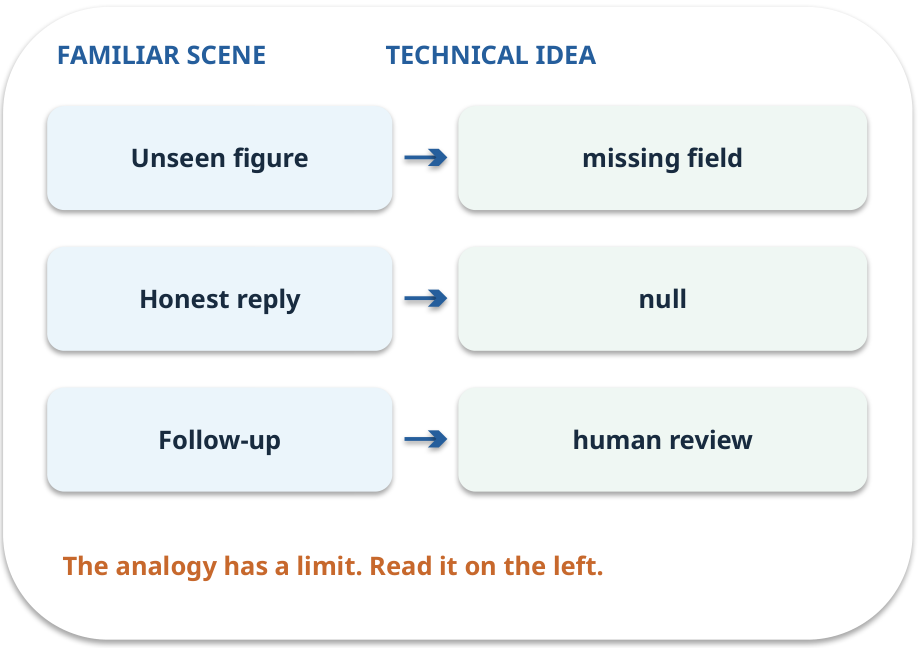 FAMILIAR SCENE TECHNICAL IDEA
Unseen figure → missing field
Honest reply → null
Follow-up → human review
The analogy has a limit. Read it on the left.